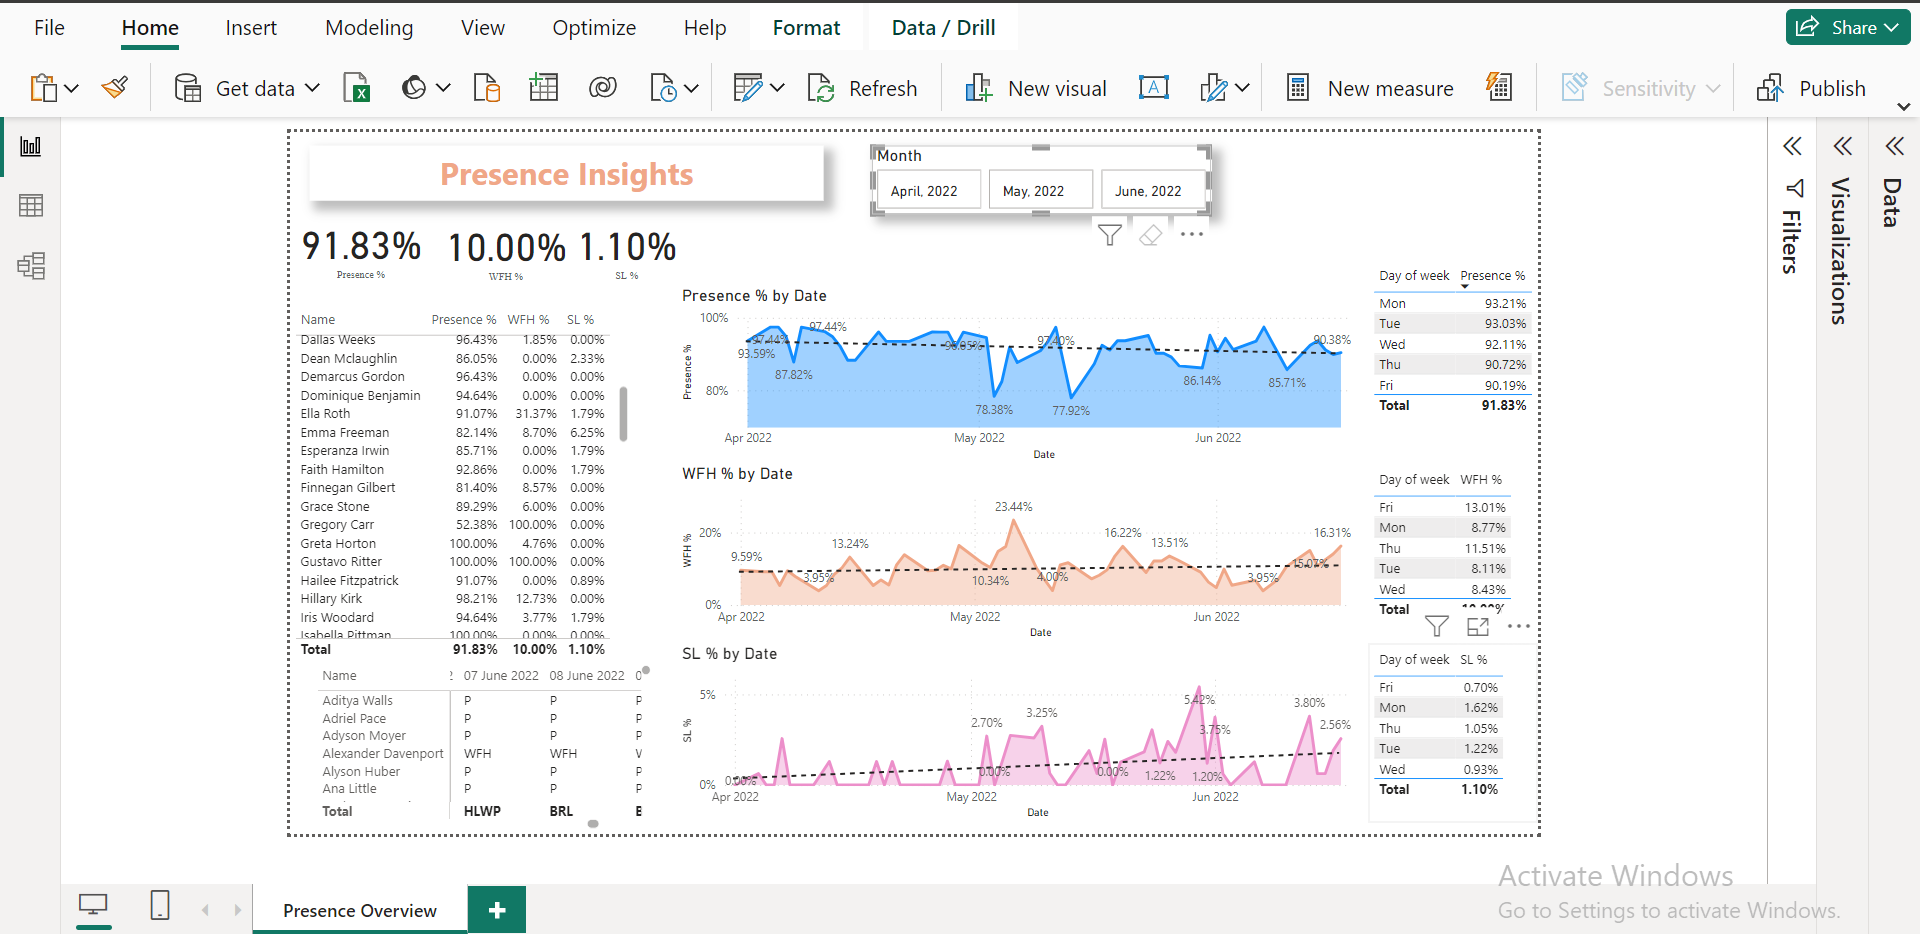 File Home Insert Modeling View Optimize Help Format Data / Drill Share
Get data Refresh New visual New measure Sensitivity Publish
Presence Insights
Month
April, 2022 May, 2022 June, 2022
91.83% 10.00% 1.10%
Presence % WFH % SL %
Name Presence % WFH % SL %
Dallas Weeks 96.43% 1.85% 0.00%
Dean Mclaughlin 86.05% 0.00% 2.33%
Demarcus Gordon 96.43% 0.00% 0.00%
Dominique Benjamin 94.64% 0.00% 0.00%
Ella Roth 91.07% 31.37% 1.79%
Emma Freeman 82.14% 8.70% 6.25%
Esperanza Irwin 85.71% 0.00% 1.79%
Faith Hamilton 92.86% 0.00% 1.79%
Finnegan Gilbert 81.40% 8.57% 0.00%
Grace Stone 89.29% 6.00% 0.00%
Gregory Carr 52.38% 100.00% 0.00%
Greta Horton 100.00% 4.76% 0.00%
Gustavo Ritter 100.00% 100.00% 0.00%
Hailee Fitzpatrick 91.07% 0.00% 0.89%
Hillary Kirk 98.21% 12.73% 0.00%
Iris Woodard 94.64% 3.77% 1.79%
Isabella Pittman 100.00% 0.00% 0.00%
Total 91.83% 10.00% 1.10%
Name 2 07 June 2022 08 June 2022 0
Aditya Walls P P P
Adriel Pace P P P
Adyson Moyer P P P
Alexander Davenport WFH WFH
Alyson Huber P P P
Ana Little P P P
Total HLWP BRL
Presence % by Date
Presence %
100%
80%
97.44% 97.44% 93.59% 87.82% 78.38% 97.40% 77.92% 86.14% 85.71% 90.38%
Apr 2022 May 2022 Jun 2022
Date
WFH % by Date
WFH %
20%
0%
9.59% 3.95% 13.24% 10.34% 23.44% 4.00% 16.22% 13.51% 3.95% 15.07% 16.31%
Apr 2022 May 2022 Jun 2022
Date
SL % by Date
SL %
5%
0%
0.00% 2.70% 0.00% 3.25% 0.00% 1.22% 5.42% 1.20% 3.75% 3.80% 2.56%
Apr 2022 May 2022 Jun 2022
Date
Day of week Presence %
Mon 93.21%
Tue 93.03%
Wed 92.11%
Thu 90.72%
Fri 90.19%
Total 91.83%
Day of week WFH %
Fri 13.01%
Mon 8.77%
Thu 11.51%
Tue 8.11%
Wed 8.43%
Total
Day of week SL %
Fri 0.70%
Mon 1.62%
Thu 1.05%
Tue 1.22%
Wed 0.93%
Total 1.10%
Filters
Visualizations
Data
Activate Windows
Go to Settings to activate Windows.
Presence Overview